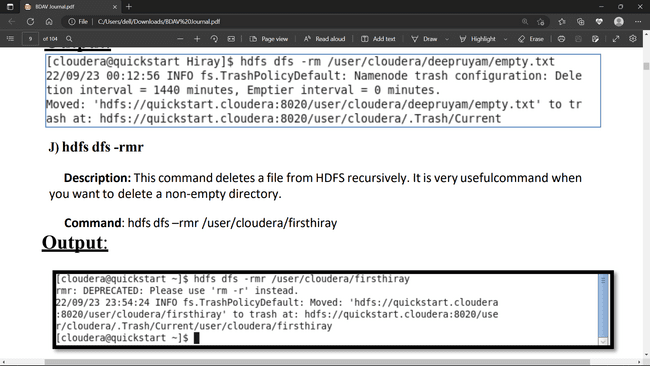 BDAV Journal.pdf
File
C:/Users/dell/Downloads/BDAV%20Journal.pdf
9 of 104
Page view
Read aloud
Add text
Draw
Highlight
Erase
[cloudera@quickstart Hiray]$ hdfs dfs -rm /user/cloudera/deepruyam/empty.txt
22/09/23 00:12:56 INFO fs.TrashPolicyDefault: Namenode trash configuration: Dele
tion interval = 1440 minutes, Emptier interval = 0 minutes.
Moved: 'hdfs://quickstart.cloudera:8020/user/cloudera/deepruyam/empty.txt' to tr
ash at: hdfs://quickstart.cloudera:8020/user/cloudera/.Trash/Current
J) hdfs dfs -rmr
Description: This command deletes a file from HDFS recursively. It is very usefulcommand when
you want to delete a non-empty directory.
Command: hdfs dfs –rmr /user/cloudera/firsthiray
Output:
[cloudera@quickstart ~]$ hdfs dfs -rmr /user/cloudera/firsthiray
rmr: DEPRECATED: Please use 'rm -r' instead.
22/09/23 23:54:24 INFO fs.TrashPolicyDefault: Moved: 'hdfs://quickstart.cloudera
:8020/user/cloudera/firsthiray' to trash at: hdfs://quickstart.cloudera:8020/use
r/cloudera/.Trash/Current/user/cloudera/firsthiray
[cloudera@quickstart ~]$